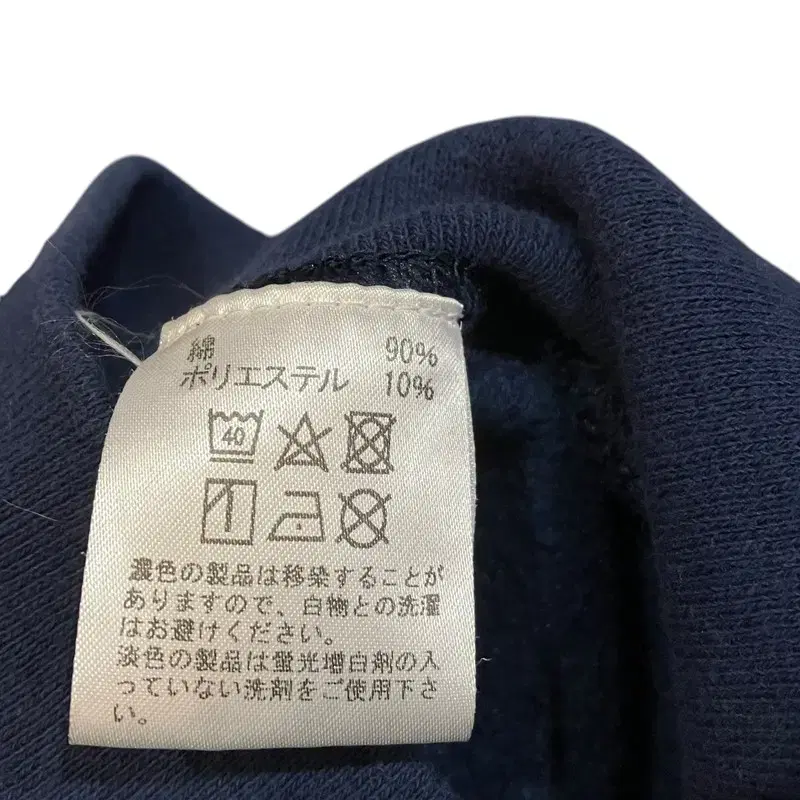 綿 90%
ポリエステル 10%
40
濃色の製品は移染することが
ありますので、白物との洗濯
はお避けください。
淡色の製品は蛍光増白剤の入
っていない洗剤をご使用下さ
い。